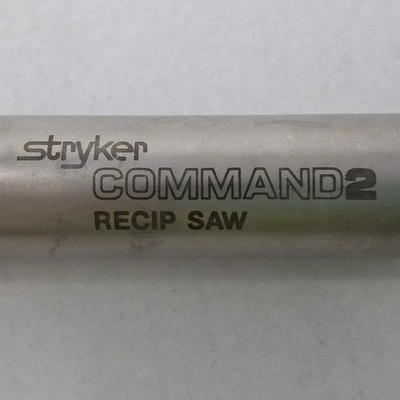 stryker
COMMAND2
RECIP SAW